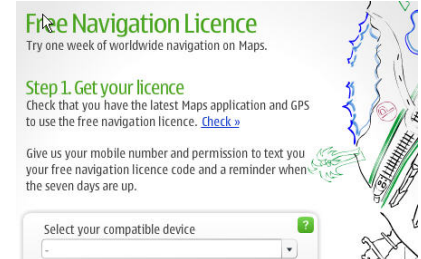 Free Navigation Licence
Try one week of worldwide navigation on Maps.
Step 1. Get your licence
Check that you have the latest Maps application and GPS
to use the free navigation licence. Check »
Give us your mobile number and permission to text you
your free navigation licence code and a reminder when
the seven days are up.
Select your compatible device
?
-